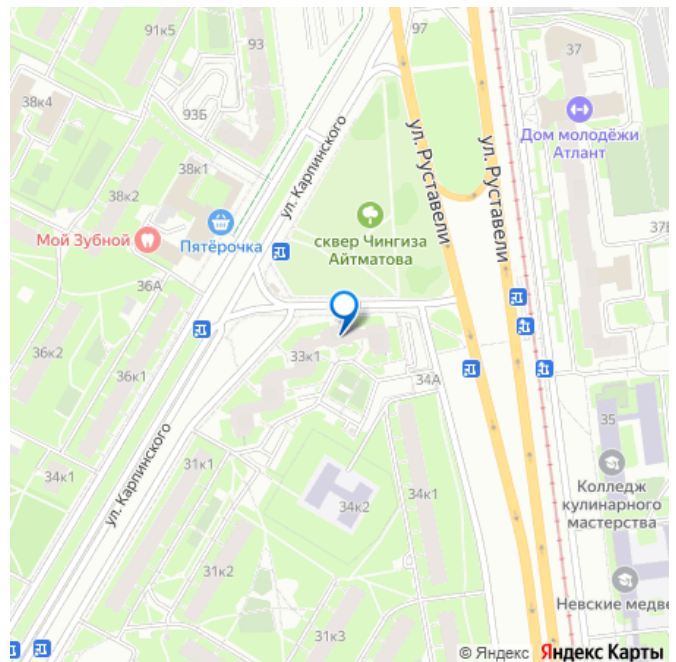 91к5
93
97
37
38к4
93Б
ул. Карпинского
ул. Руставели
ул. Руставели
Дом молодёжи
Атлант
38к1
38к2
Мой Зубной
Пятёрочка
сквер Чингиза
Айтматова
36А
36к2
33к1
36к1
34А
35
ул. Карпинского
31к1
34к1
34к2
34к1
Колледж
кулинарного
мастерства
31к2
Невские медве
31к3
© Яндекс Яндекс Карты